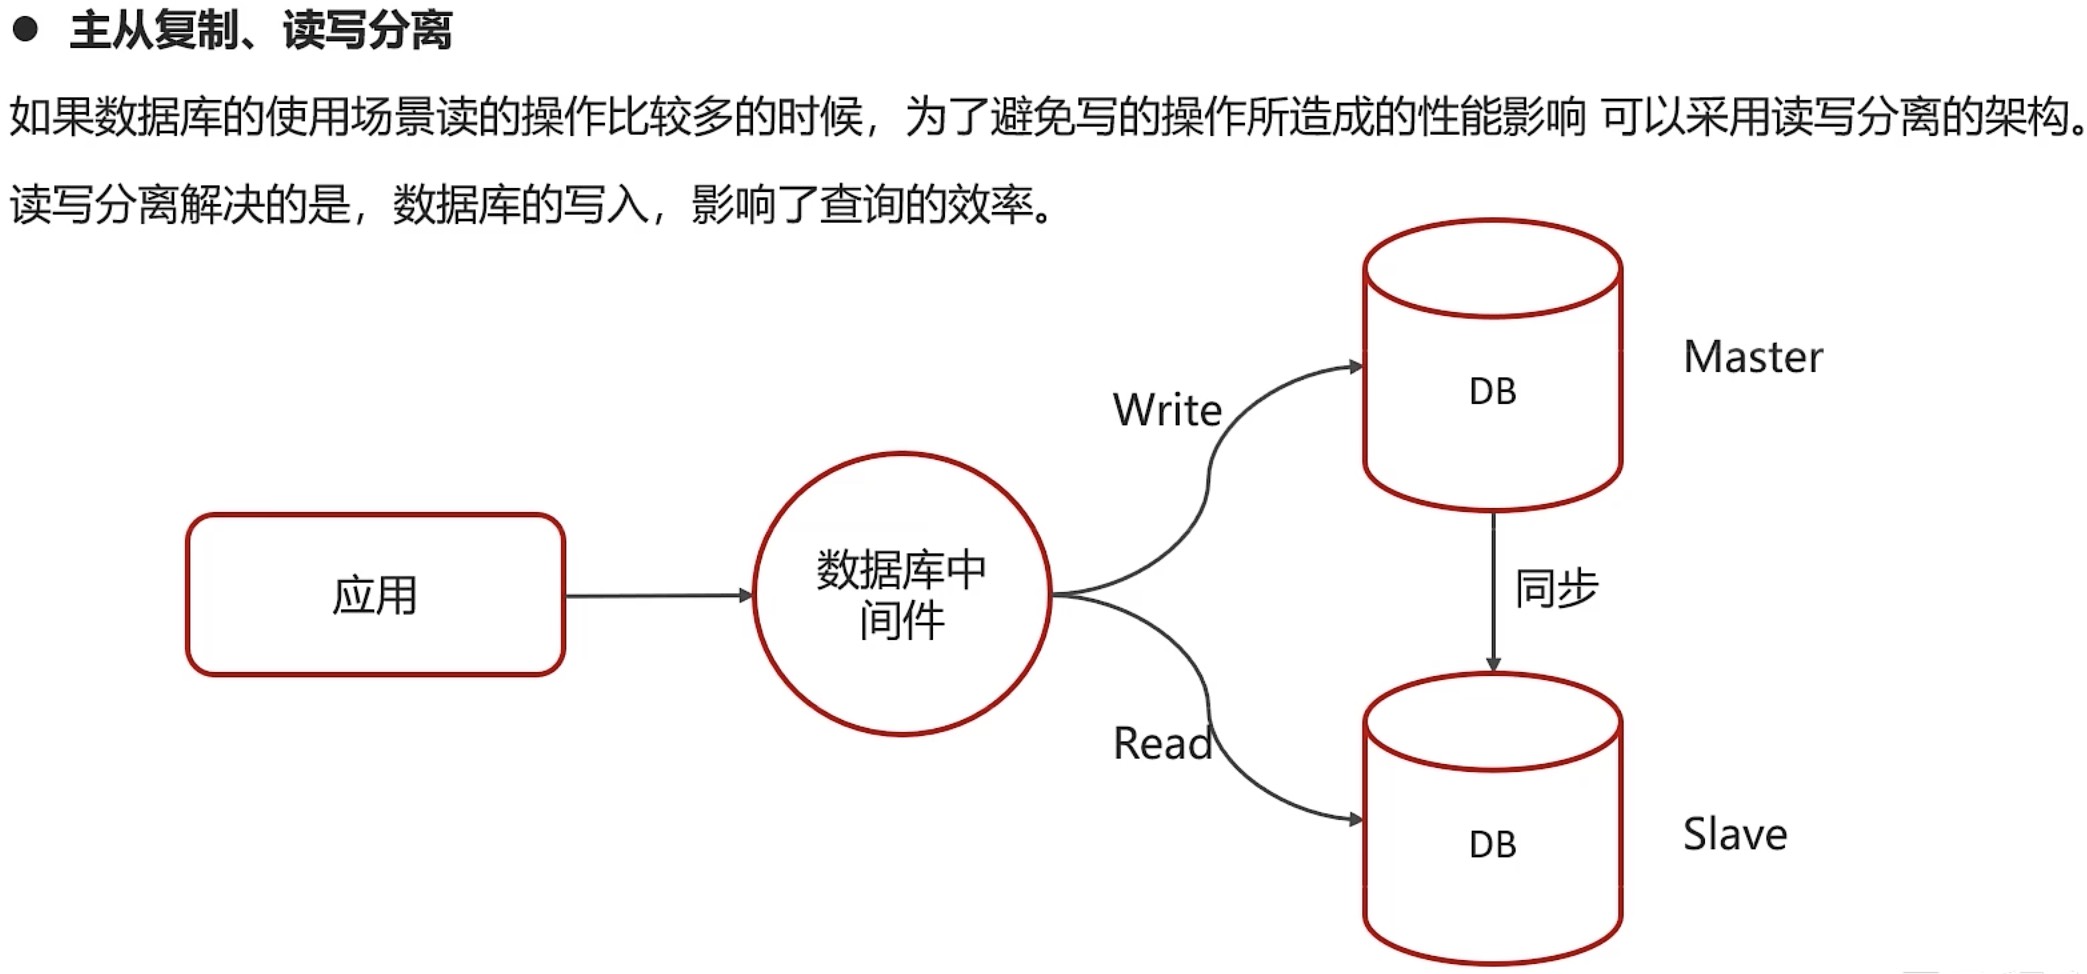 ● 主从复制、读写分离
如果数据库的使用场景读的操作比较多的时候，为了避免写的操作所造成的性能影响 可以采用读写分离的架构。
读写分离解决的是，数据库的写入，影响了查询的效率。
DB
Master
Write
应用
数据库中
间件
同步
Read
DB
Slave